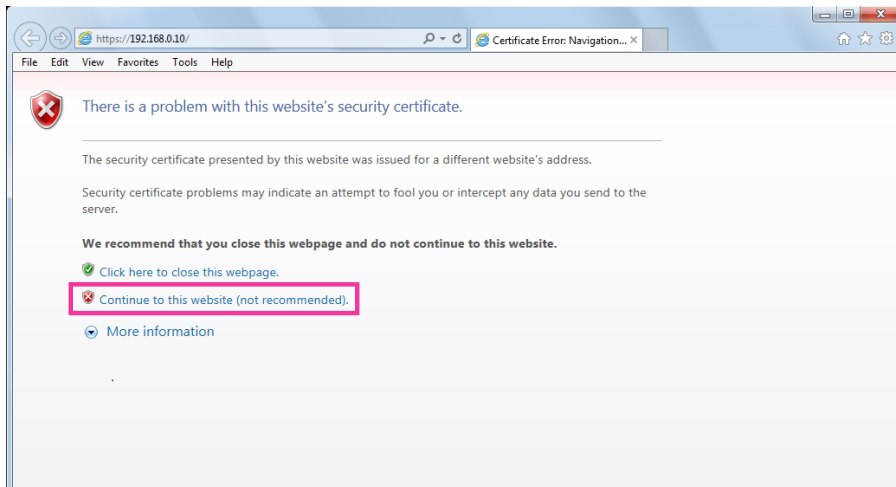 https://192.168.0.10/
Certificate Error: Navigation...
File Edit View Favorites Tools Help
There is a problem with this website's security certificate.
The security certificate presented by this website was issued for a different website's address.
Security certificate problems may indicate an attempt to fool you or intercept any data you send to the
server.
We recommend that you close this webpage and do not continue to this website.
Click here to close this webpage.
Continue to this website (not recommended).
More information
.